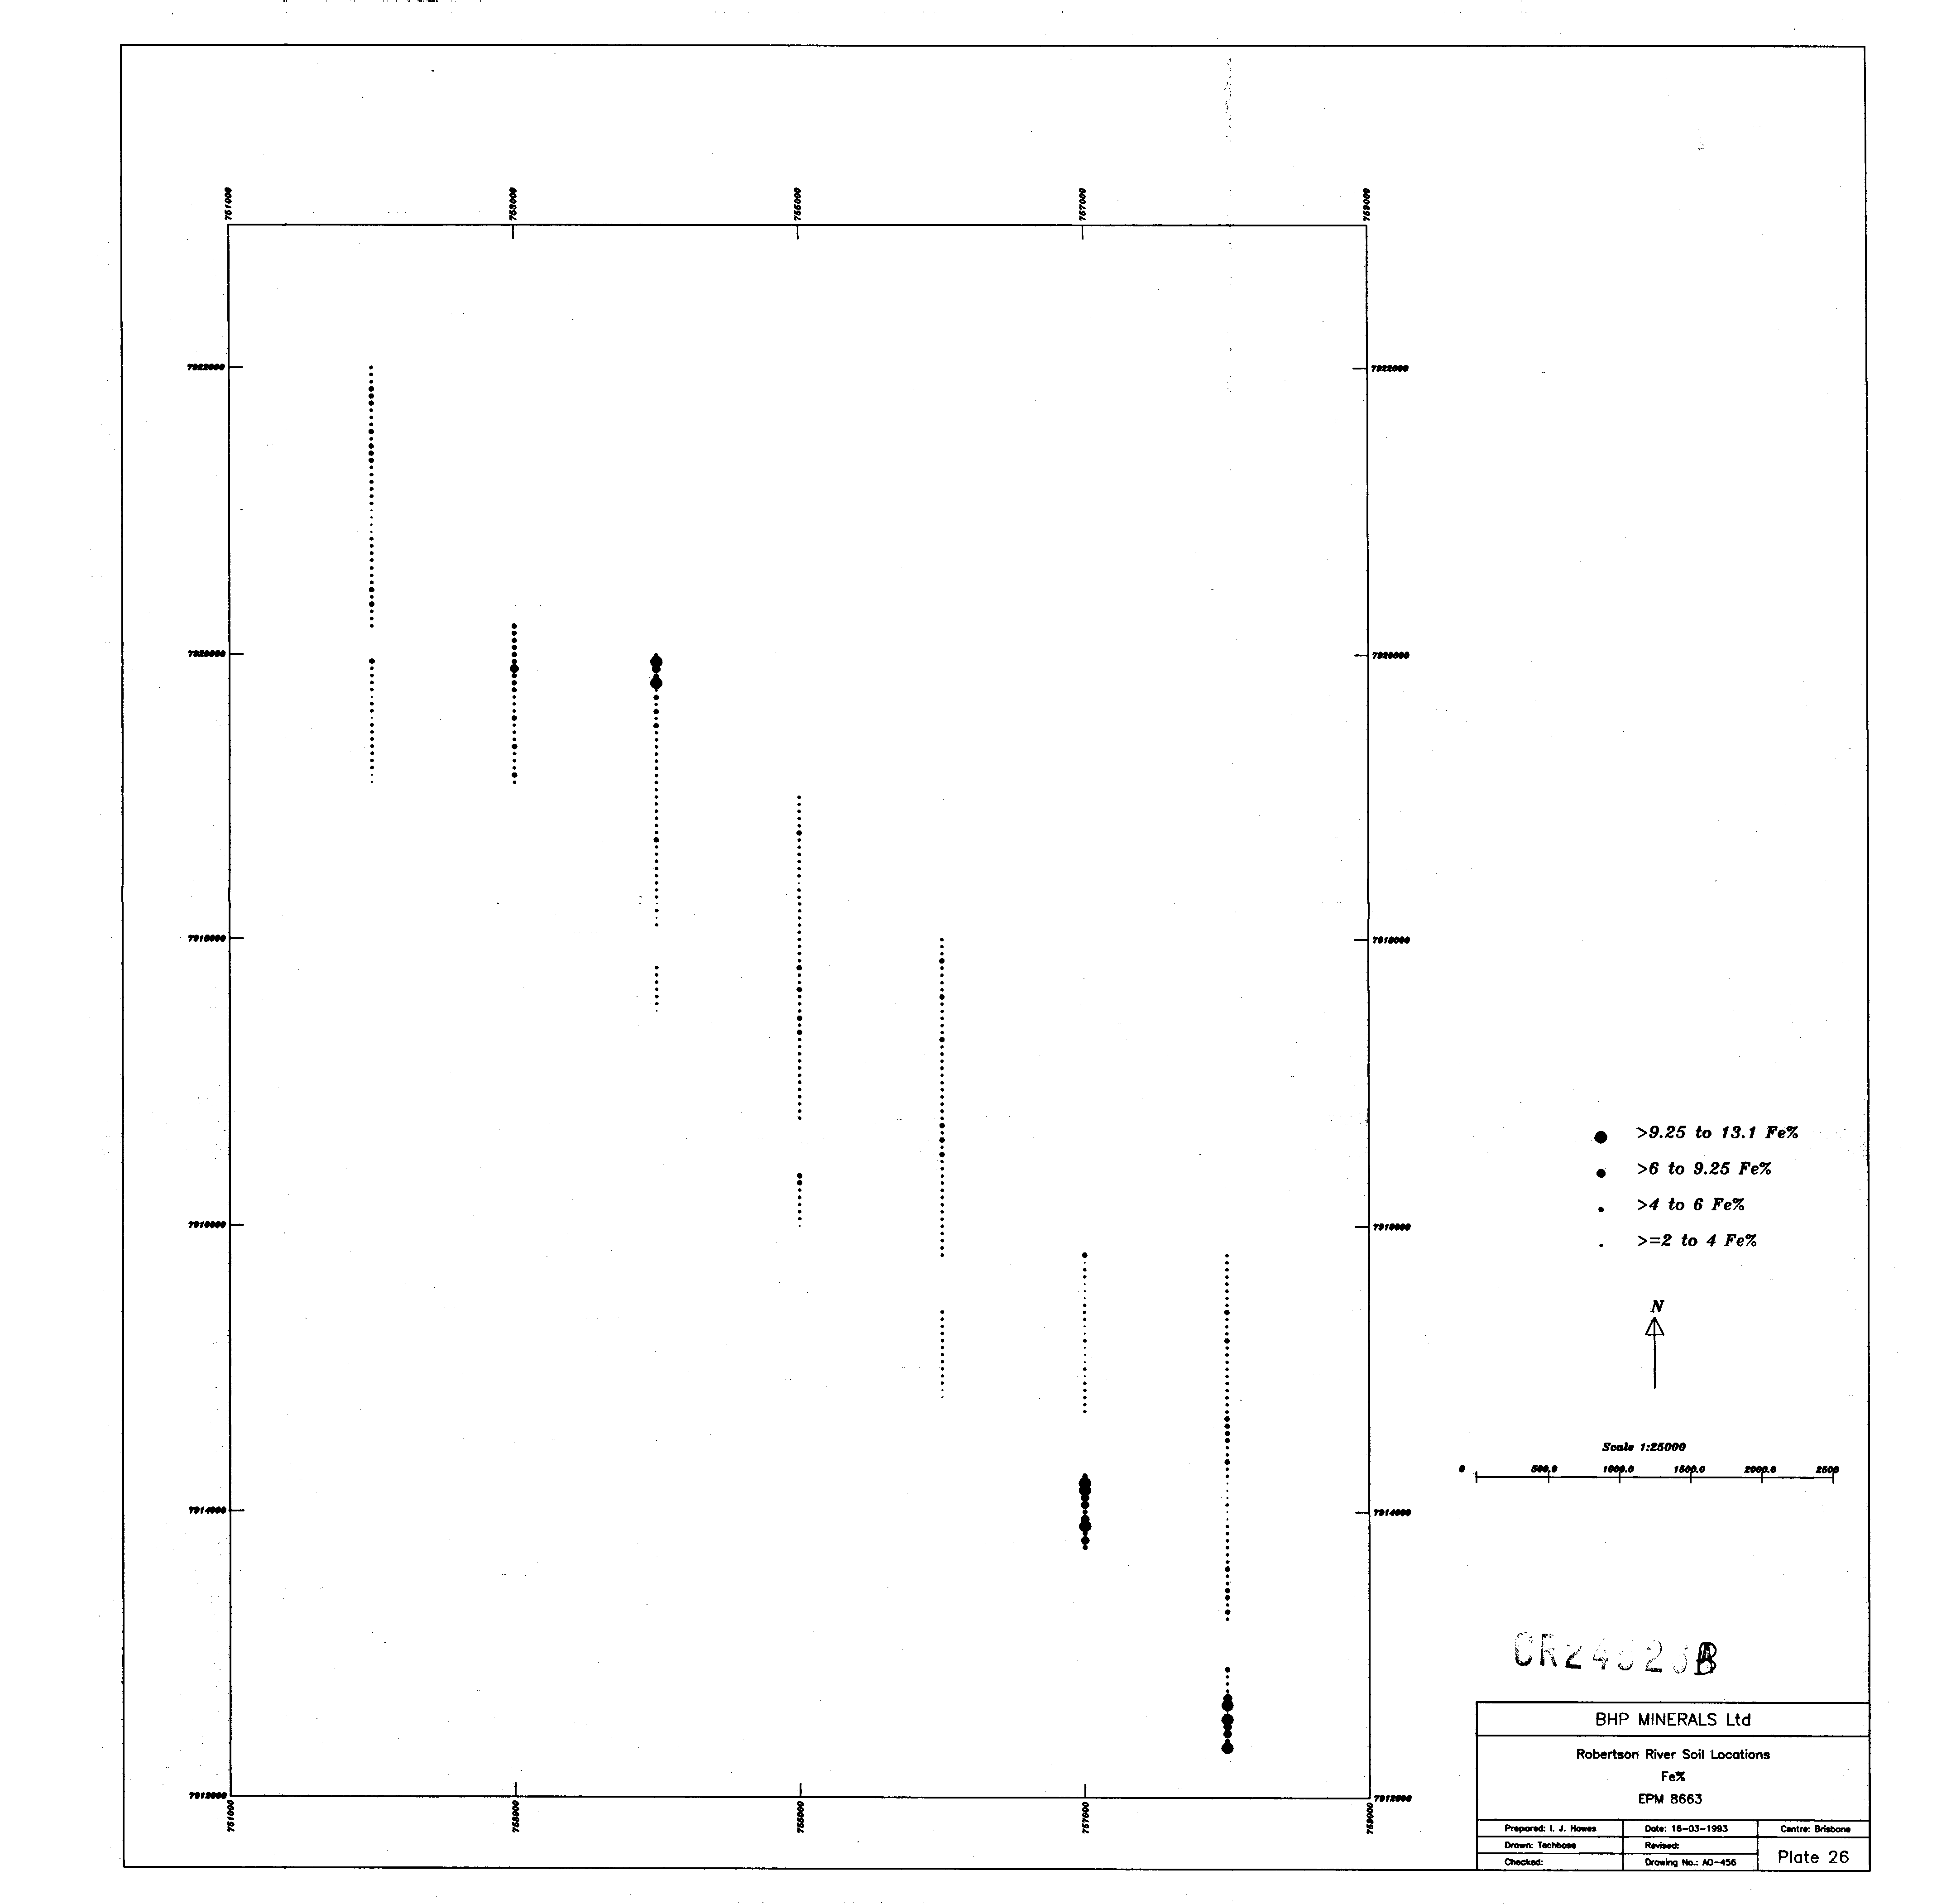 751000 753000 755000 757000 759000
7922000 7922000
7920000 7920000
7918000 7918000
>9.25 to 13.1 Fe%
>6 to 9.25 Fe%
>4 to 6 Fe%
>=2 to 4 Fe%
7916000 7916000
N
Scale 1:25000
0 500.0 1000.0 1500.0 2000.0 2500
7914000 7914000
BHP MINERALS Ltd
Robertson River Soil Locations
Fe%
EPM 8663
7912000 7912000
751000 753000 755000 757000 759000
Prepared: I. J. Howes Date: 16-03-1993 Centre: Brisbane
Drawn: Techbase Revised:
Checked: Drawing No.: A0-456 Plate 26